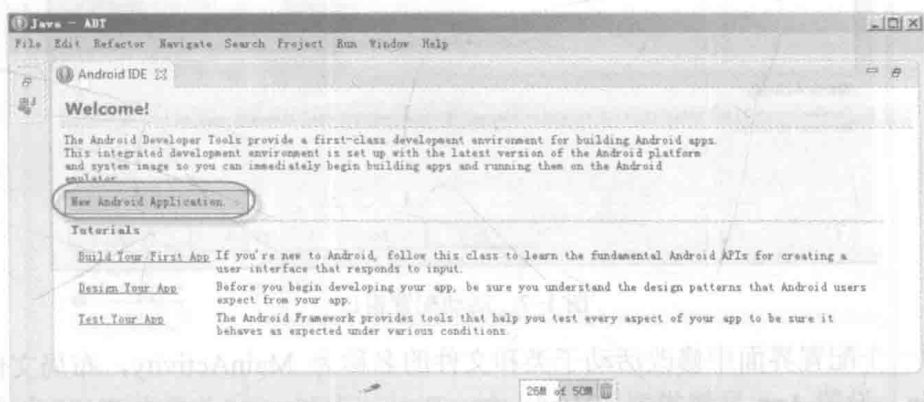 Java - ADT
File Edit Refactor Navigate Search Project Run Window Help
Android IDE
Welcome!
The Android Developer Tools provide a first-class development environment for building Android apps.
This integrated development environment is set up with the latest version of the Android platform
and system image so you can immediately begin building apps and running them on the Android
emulator.
New Android Application...
Tutorials
Build Your First App If you're new to Android, follow this class to learn the fundamental Android APIs for creating a
user interface that responds to input.
Design Your App Before you begin developing your app, be sure you understand the design patterns that Android users
expect from your app.
Test Your App The Android Framework provides tools that help you test every aspect of your app to be sure it
behaves as expected under various conditions.
26M of 50M